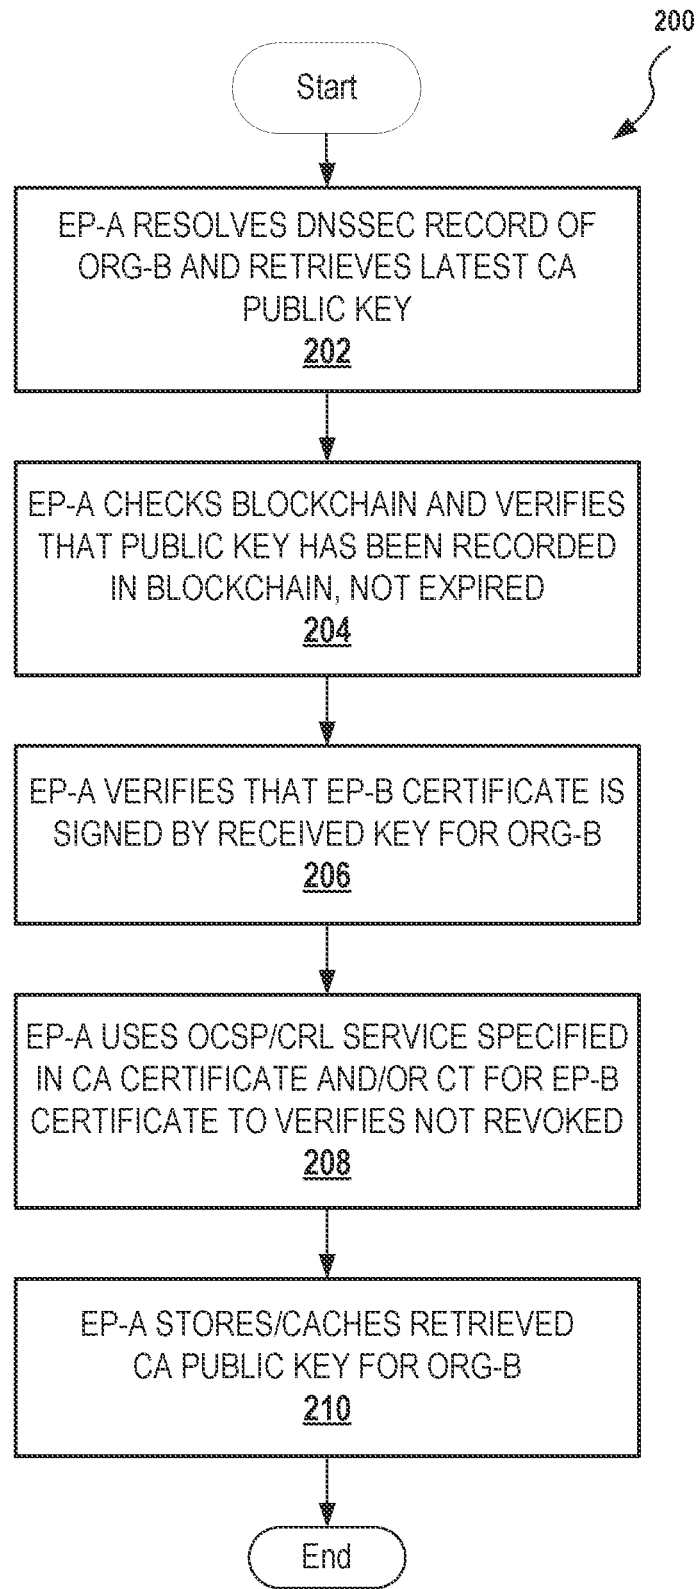 200
Start
EP-A RESOLVES DNSSEC RECORD OF
ORG-B AND RETRIEVES LATEST CA
PUBLIC KEY
202
EP-A CHECKS BLOCKCHAIN AND VERIFIES
THAT PUBLIC KEY HAS BEEN RECORDED
IN BLOCKCHAIN, NOT EXPIRED
204
EP-A VERIFIES THAT EP-B CERTIFICATE IS
SIGNED BY RECEIVED KEY FOR ORG-B
206
EP-A USES OCSP/CRL SERVICE SPECIFIED
IN CA CERTIFICATE AND/OR CT FOR EP-B
CERTIFICATE TO VERIFIES NOT REVOKED
208
EP-A STORES/CACHES RETRIEVED
CA PUBLIC KEY FOR ORG-B
210
End